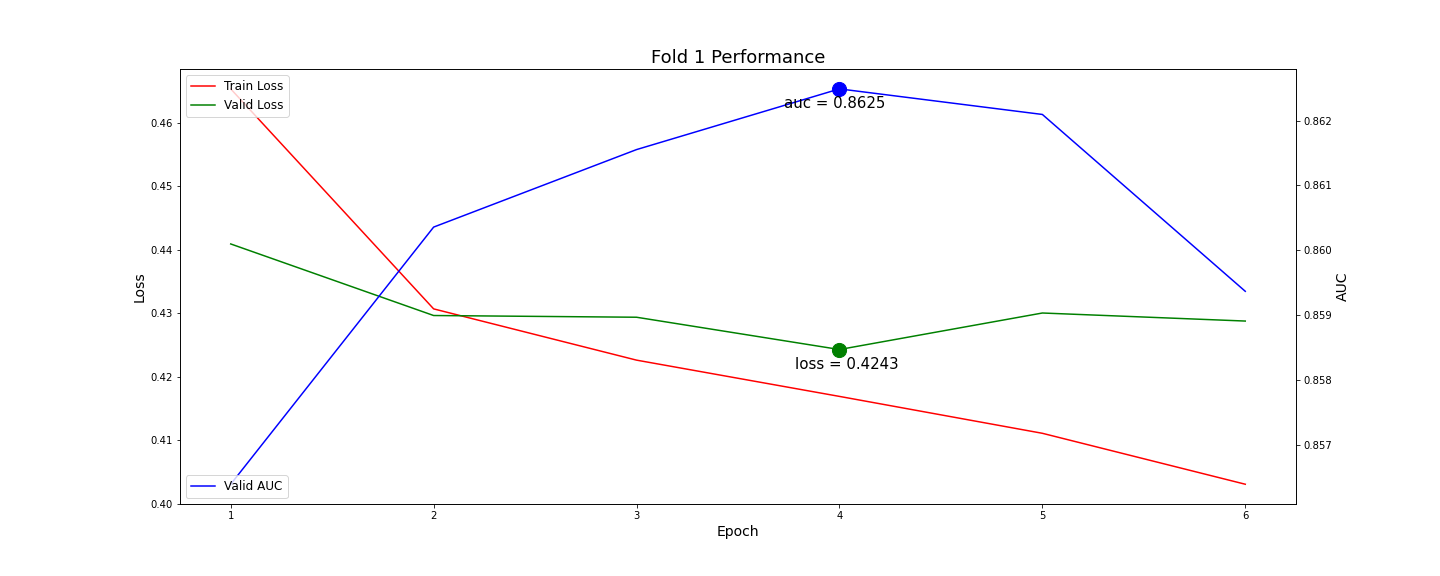 Fold 1 Performance
Train Loss
Valid Loss
auc = 0.8625
loss = 0.4243
Valid AUC
Loss
0.46
0.45
0.44
0.43
0.42
0.41
0.40
AUC
0.862
0.861
0.860
0.859
0.858
0.857
1 2 3 4 5 6
Epoch